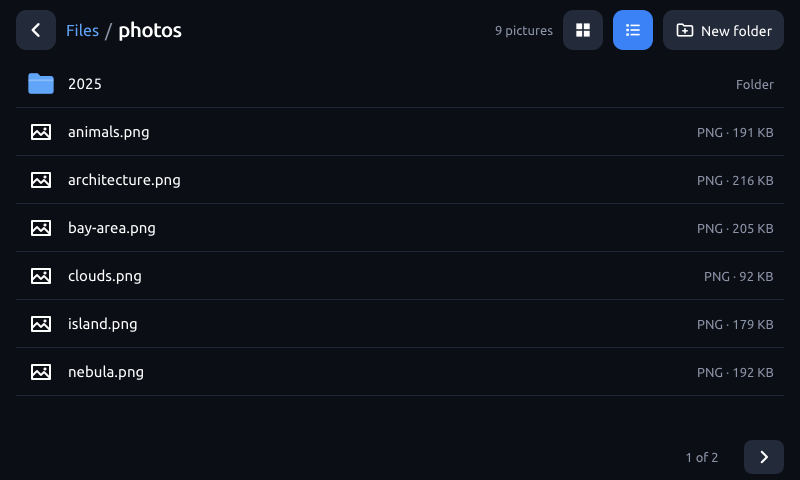 Files / photos
9 pictures
New folder
2025 Folder
animals.png PNG · 191 KB
architecture.png PNG · 216 KB
bay-area.png PNG · 205 KB
clouds.png PNG · 92 KB
island.png PNG · 179 KB
nebula.png PNG · 192 KB
1 of 2